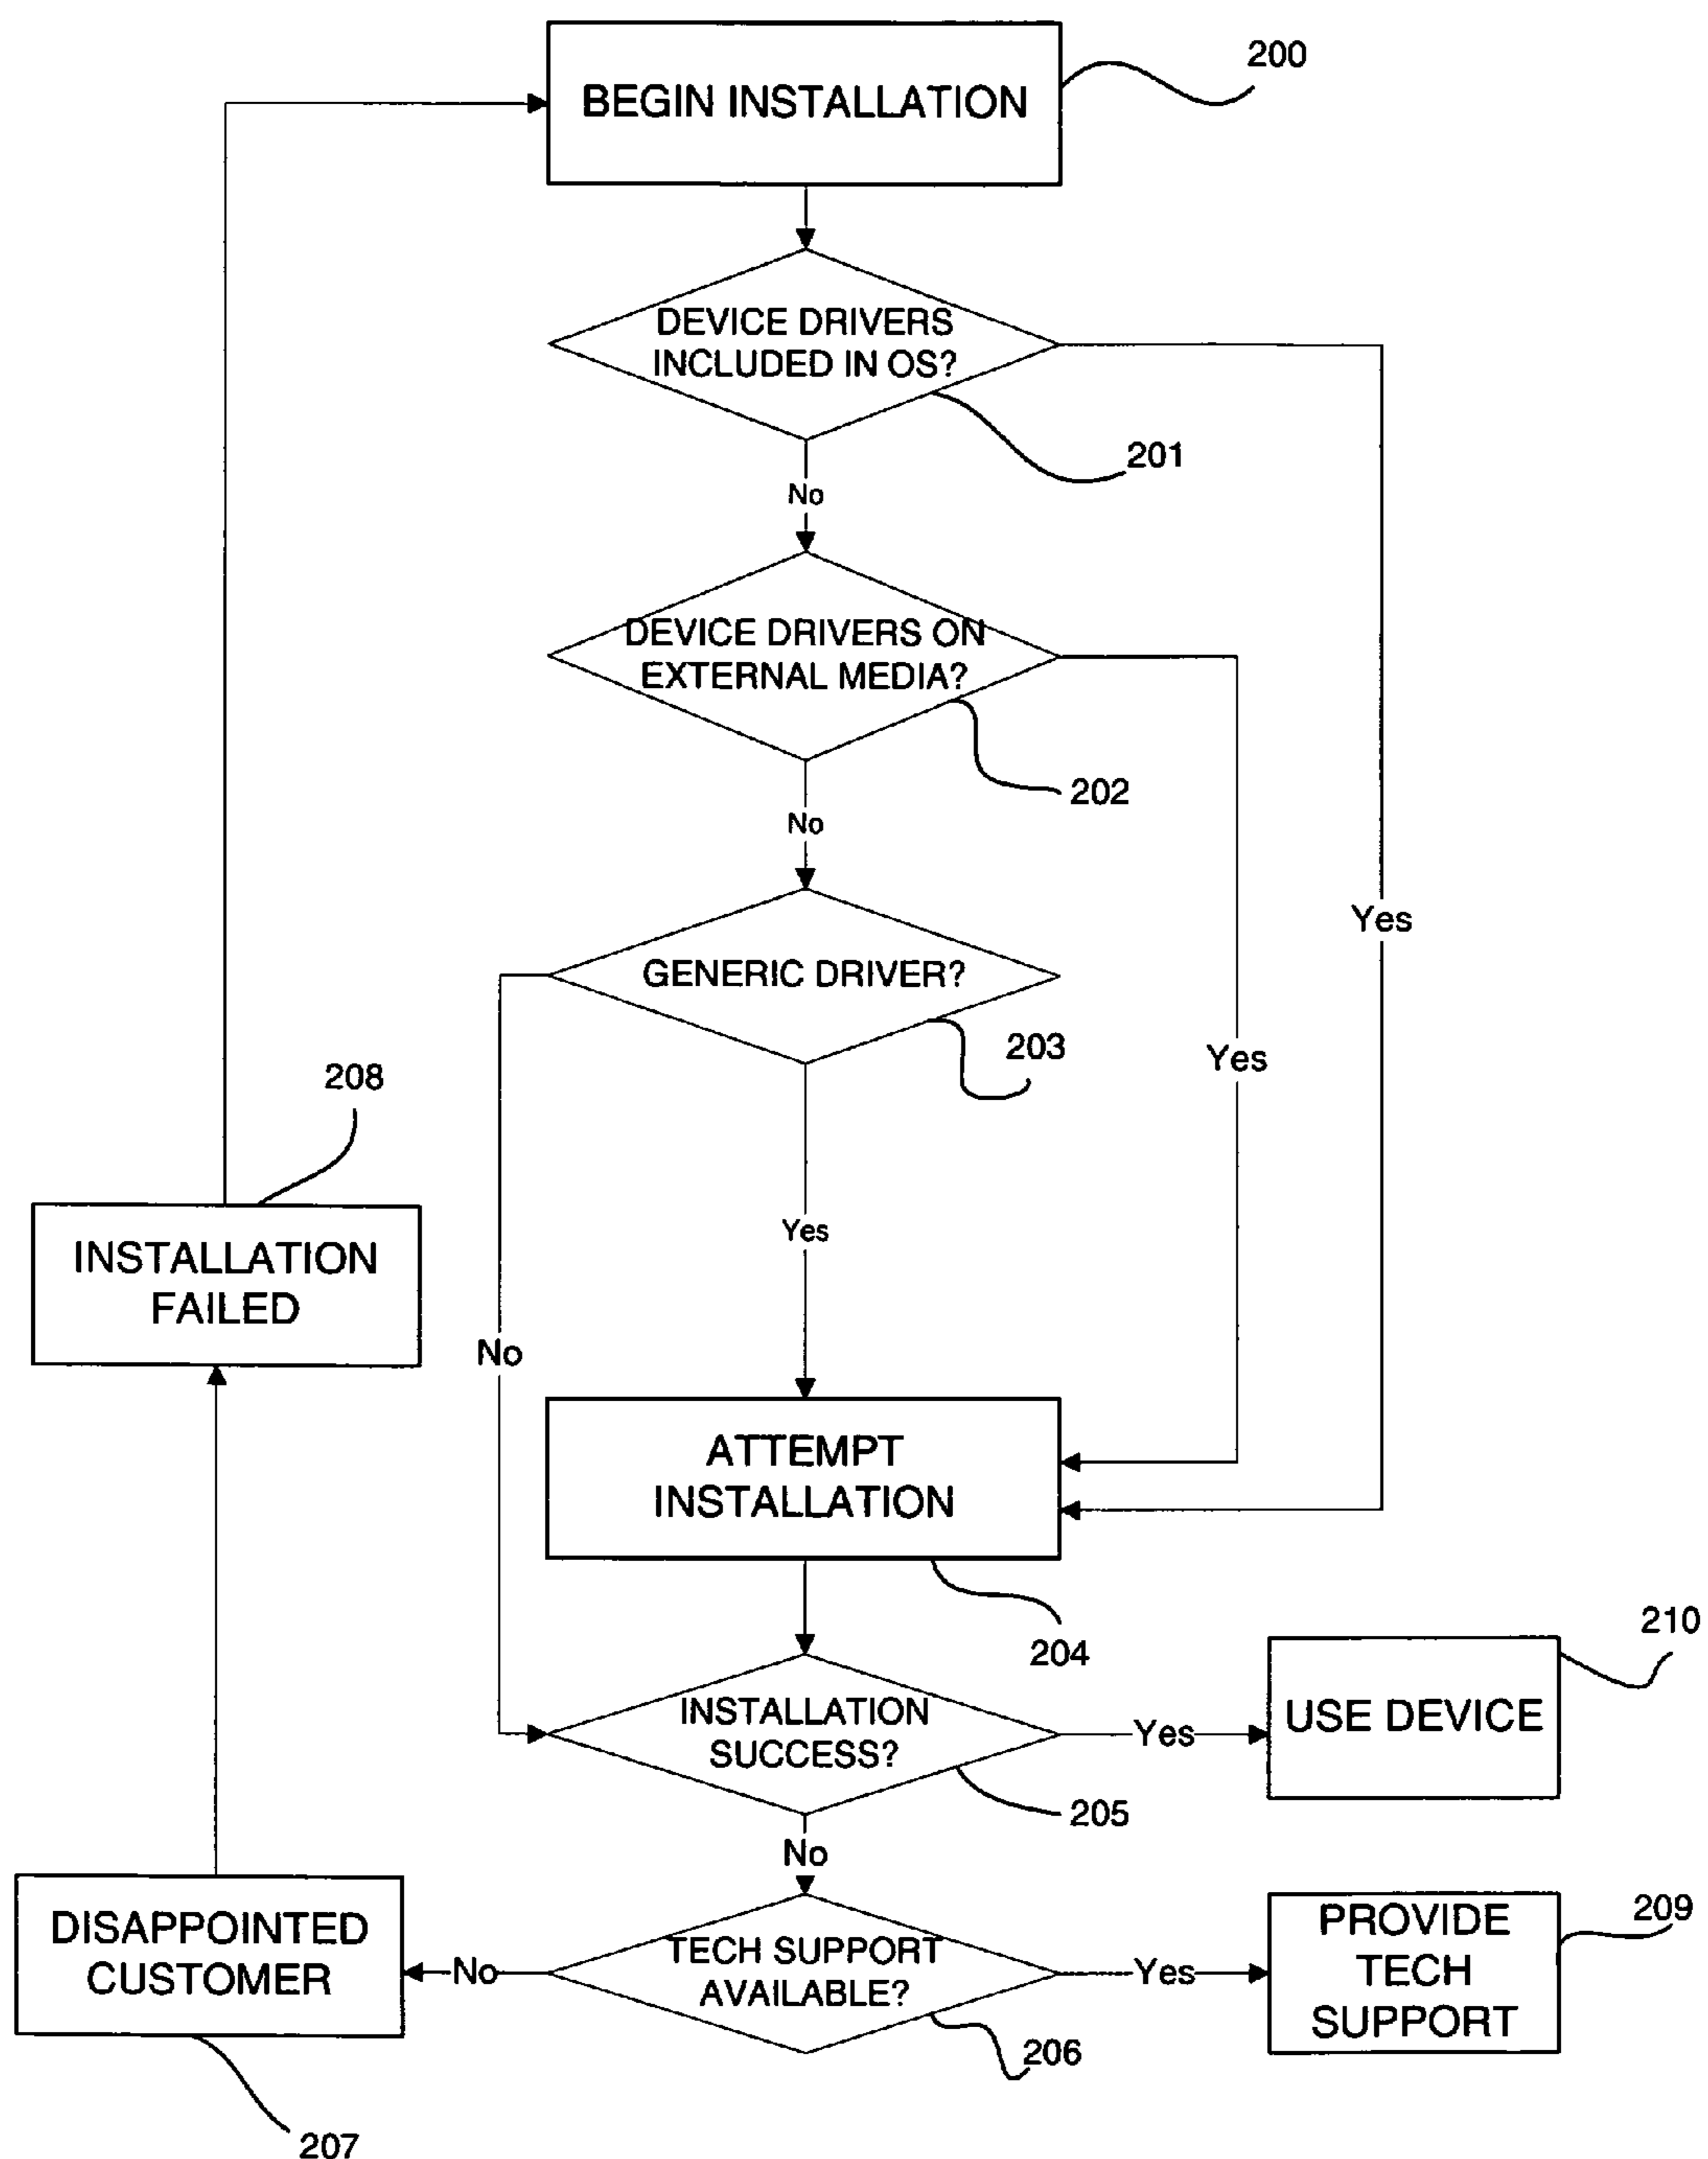 200
BEGIN INSTALLATION
DEVICE DRIVERS
INCLUDED IN OS?
201
No
DEVICE DRIVERS ON
EXTERNAL MEDIA?
202
No
Yes
GENERIC DRIVER?
203
Yes
208
Yes
INSTALLATION
FAILED
No
ATTEMPT
INSTALLATION
204
210
INSTALLATION
SUCCESS?
Yes
USE DEVICE
205
No
DISAPPOINTED
CUSTOMER
No
TECH SUPPORT
AVAILABLE?
Yes
PROVIDE
TECH
SUPPORT
209
206
207